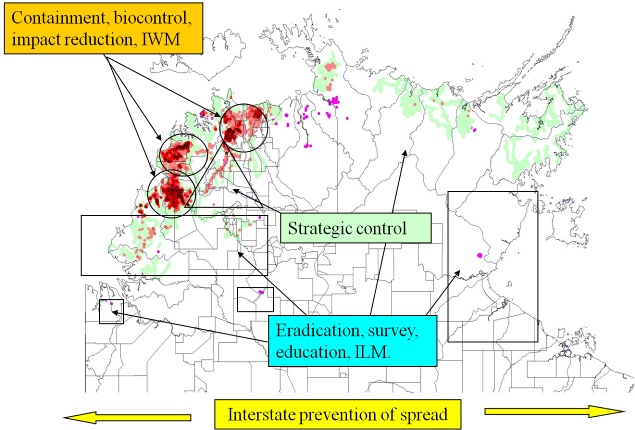 Containment, biocontrol,
impact reduction, IWM
Strategic control
Eradication, survey,
education, ILM.
Interstate prevention of spread